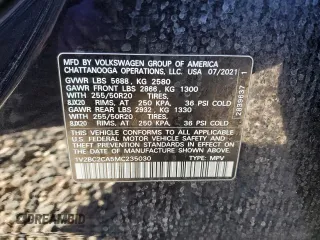 MFD BY VOLKSWAGEN GROUP OF AMERICA
CHATTANOOGA OPERATIONS, LLC. USA 07/2021
GVWR LBS 5688, KG 2580
GAWR FRONT LBS 2866, KG 1300
WITH 255/50R20 TIRES,
8JX20 RIMS, AT 250 KPA, 36 PSI COLD
GAWR REAR LBS 2932, KG 1330
WITH 255/50R20 TIRES,
8JX20 RIMS, AT 250 KPA, 36 PSI COLD
THIS VEHICLE CONFORMS TO ALL APPLICABLE
U.S. FEDERAL MOTOR VEHICLE SAFETY
STANDARDS IN EFFECT ON THE DATE OF
MANUFACTURE SHOWN ABOVE.
1V2BC2CA5MC235030 TYPE: MPV